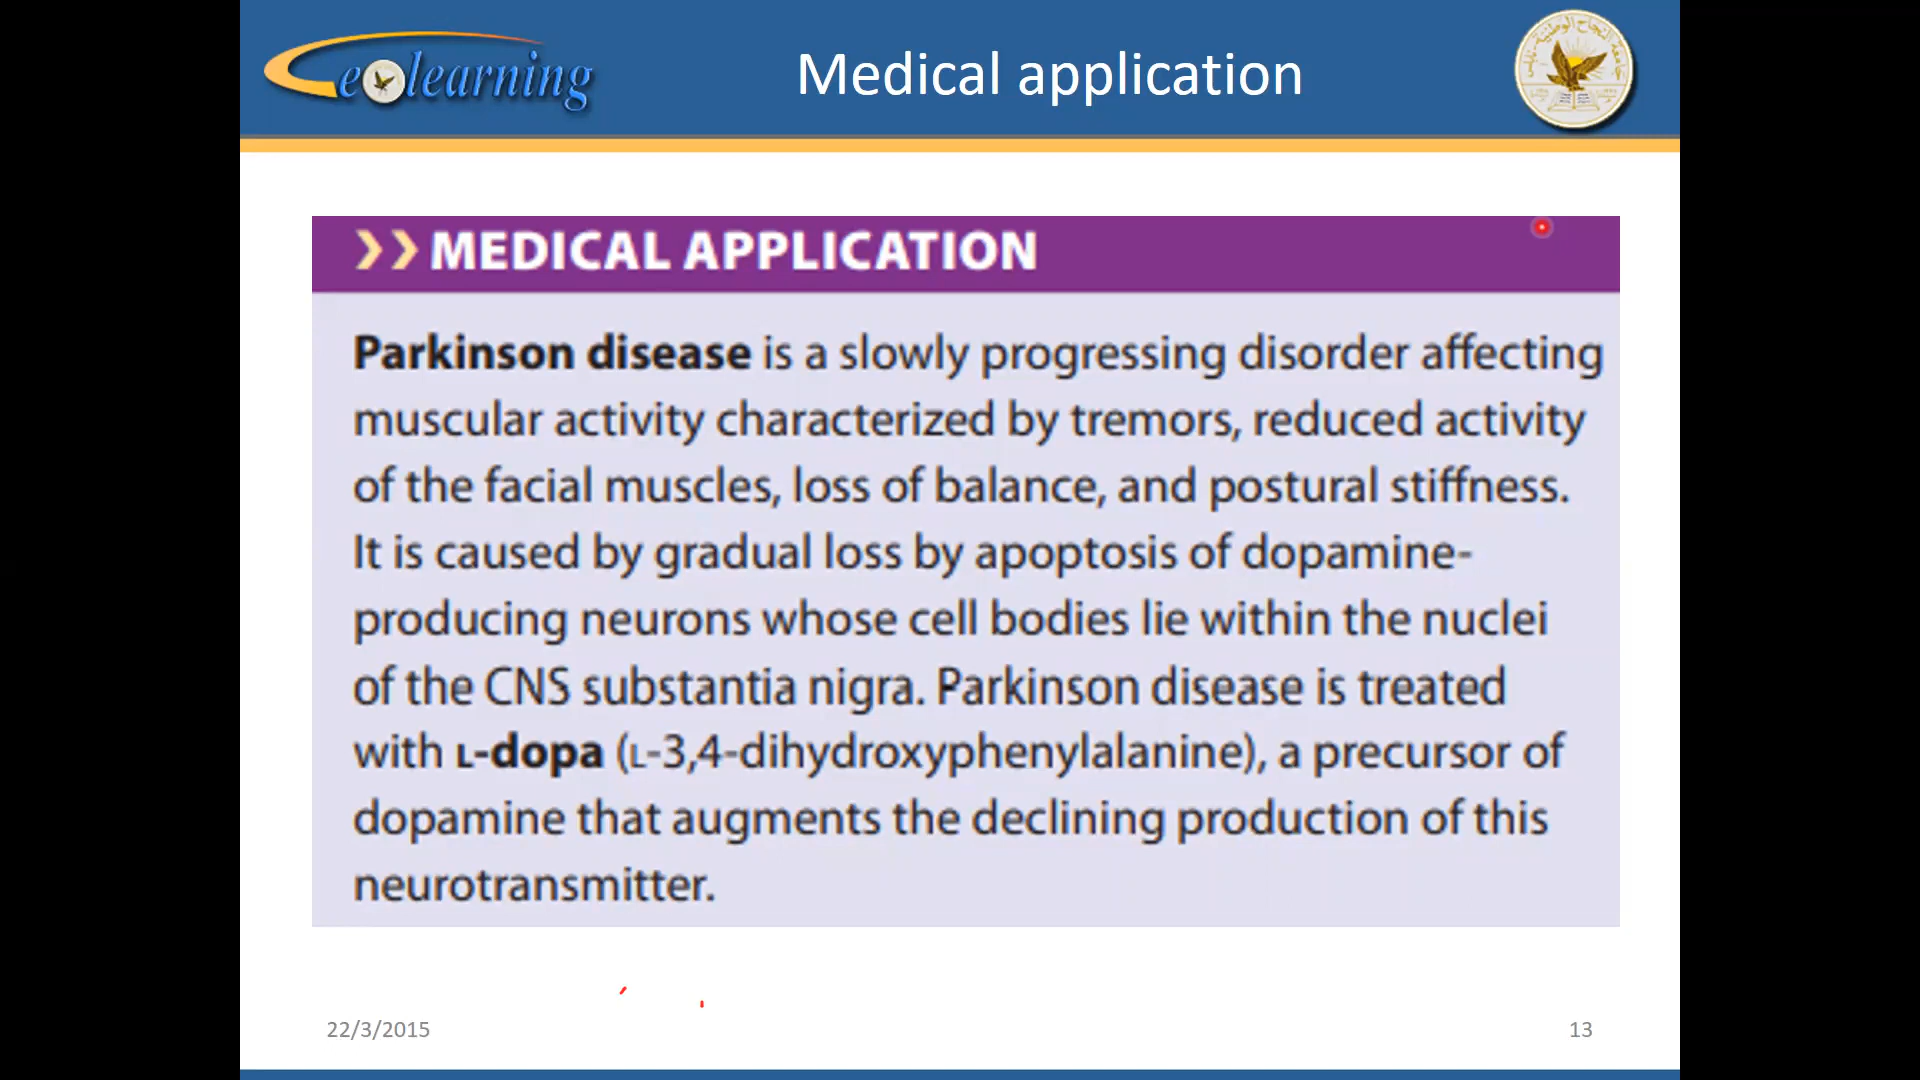 elearning
Medical application
MEDICAL APPLICATION
Parkinson disease is a slowly progressing disorder affecting
muscular activity characterized by tremors, reduced activity
of the facial muscles, loss of balance, and postural stiffness.
It is caused by gradual loss by apoptosis of dopamine-
producing neurons whose cell bodies lie within the nuclei
of the CNS substantia nigra. Parkinson disease is treated
with L-dopa (L-3,4-dihydroxyphenylalanine), a precursor of
dopamine that augments the declining production of this
neurotransmitter.
22/3/2015
13